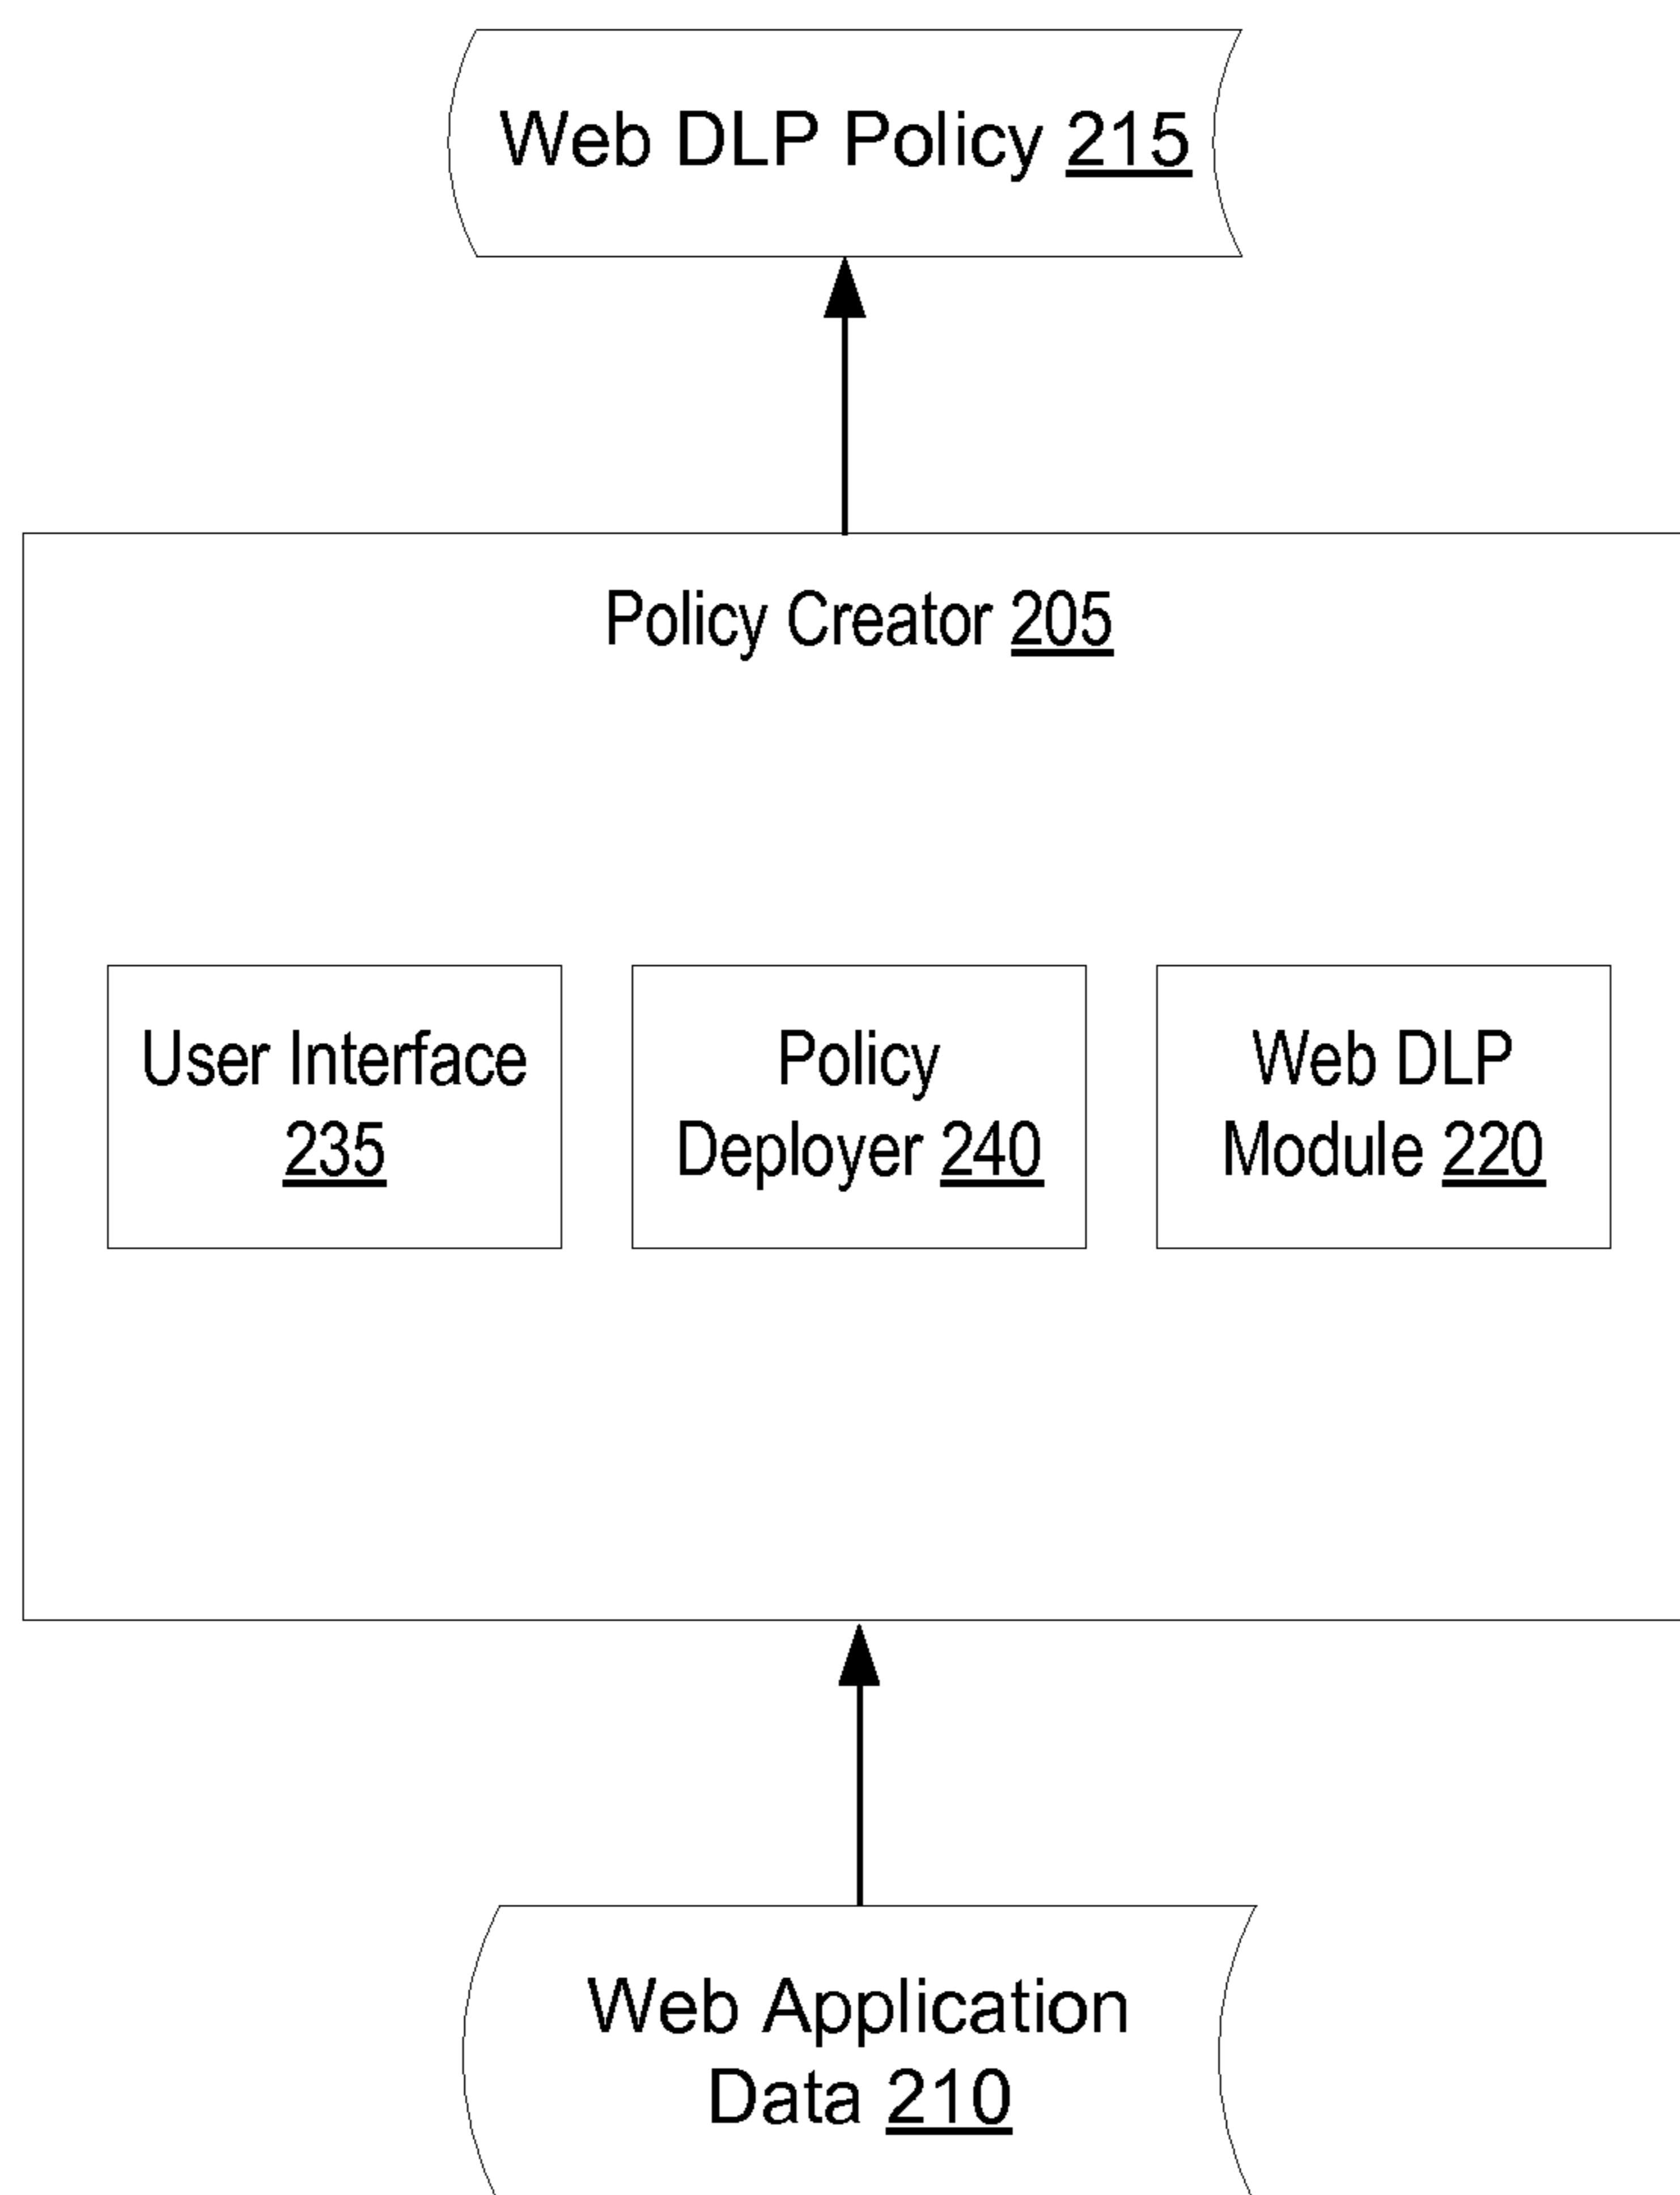 Web DLP Policy 215
Policy Creator 205
User Interface
235
Policy
Deployer 240
Web DLP
Module 220
Web Application
Data 210